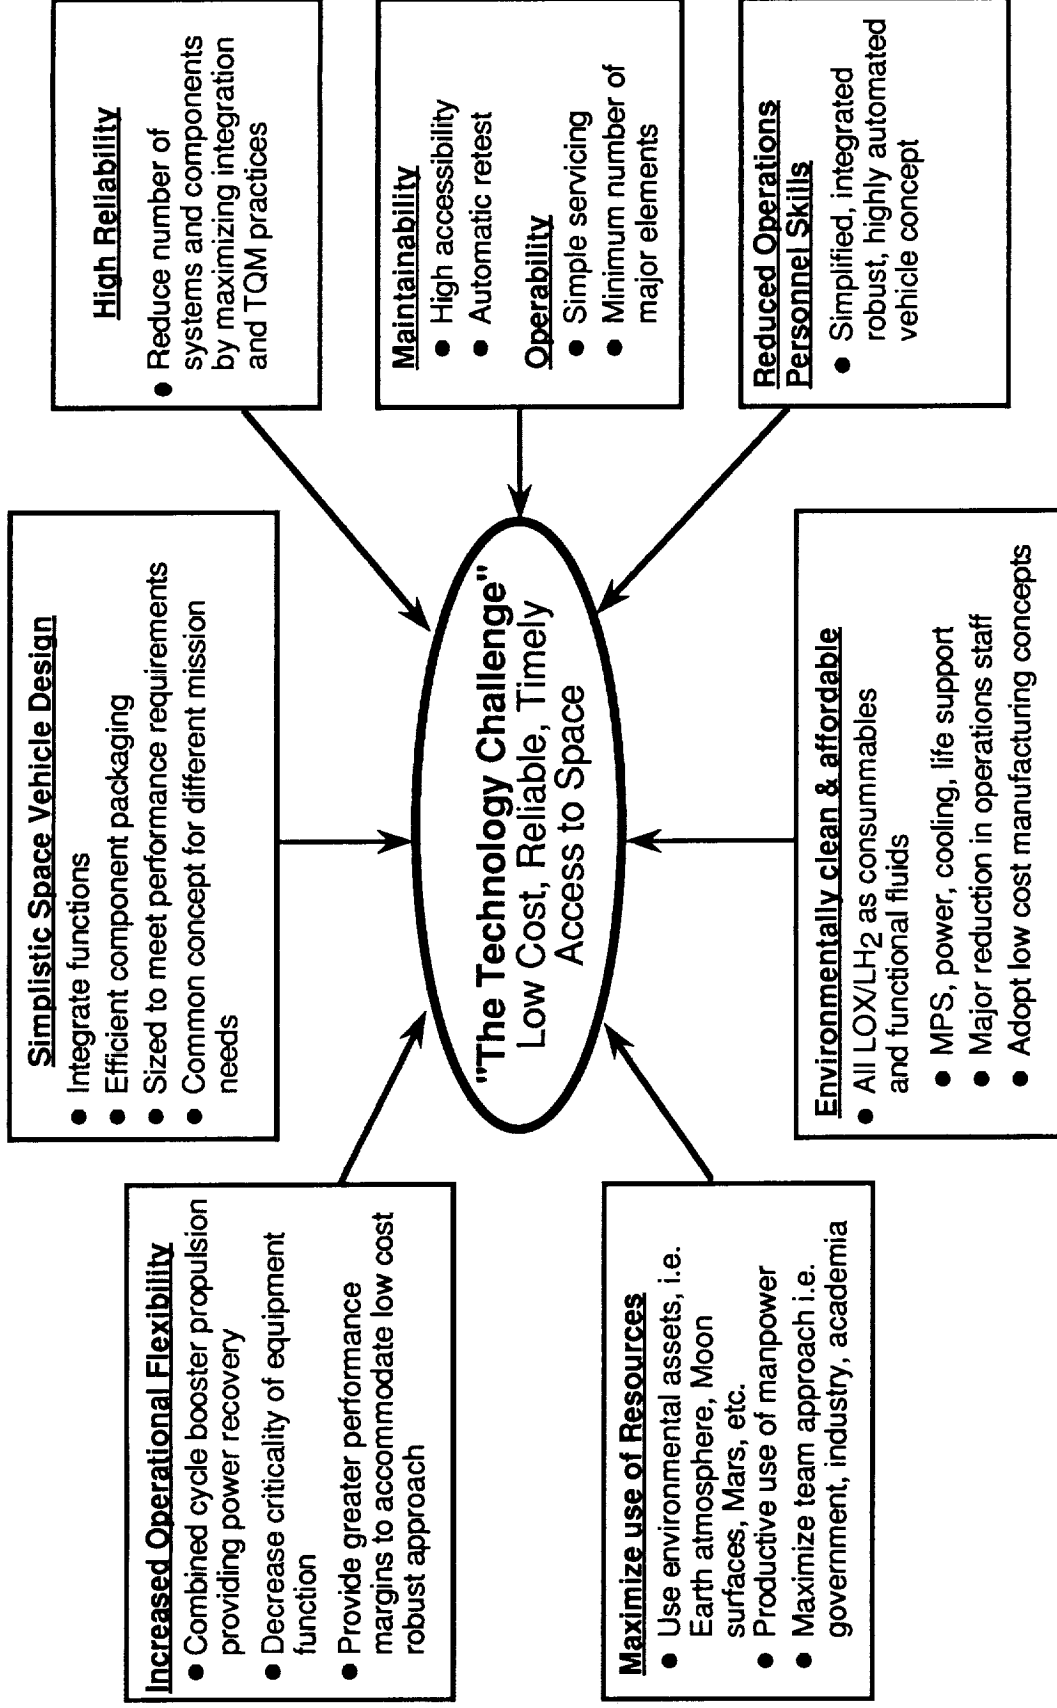 Increased Operational Flexibility
● Combined cycle booster propulsion
providing power recovery
● Decrease criticality of equipment
function
● Provide greater performance
margins to accommodate low cost
robust approach
Simplistic Space Vehicle Design
● Integrate functions
● Efficient component packaging
● Sized to meet performance requirements
● Common concept for different mission
needs
High Reliability
● Reduce number of
systems and components
by maximizing integration
and TQM practices
"The Technology Challenge"
Low Cost, Reliable, Timely
Access to Space
Maintainability
● High accessibility
● Automatic retest
Operability
● Simple servicing
● Minimum number of
major elements
Maximize use of Resources
● Use environmental assets, i.e.
Earth atmosphere, Moon
surfaces, Mars, etc.
● Productive use of manpower
● Maximize team approach i.e.
government, industry, academia
Environmentally clean & affordable
● All LOX/LH2 as consummables
and functional fluids
● MPS, power, cooling, life support
● Major reduction in operations staff
● Adopt low cost manufacturing concepts
Reduced Operations
Personnel Skills
● Simplified, integrated
robust, highly automated
vehicle concept